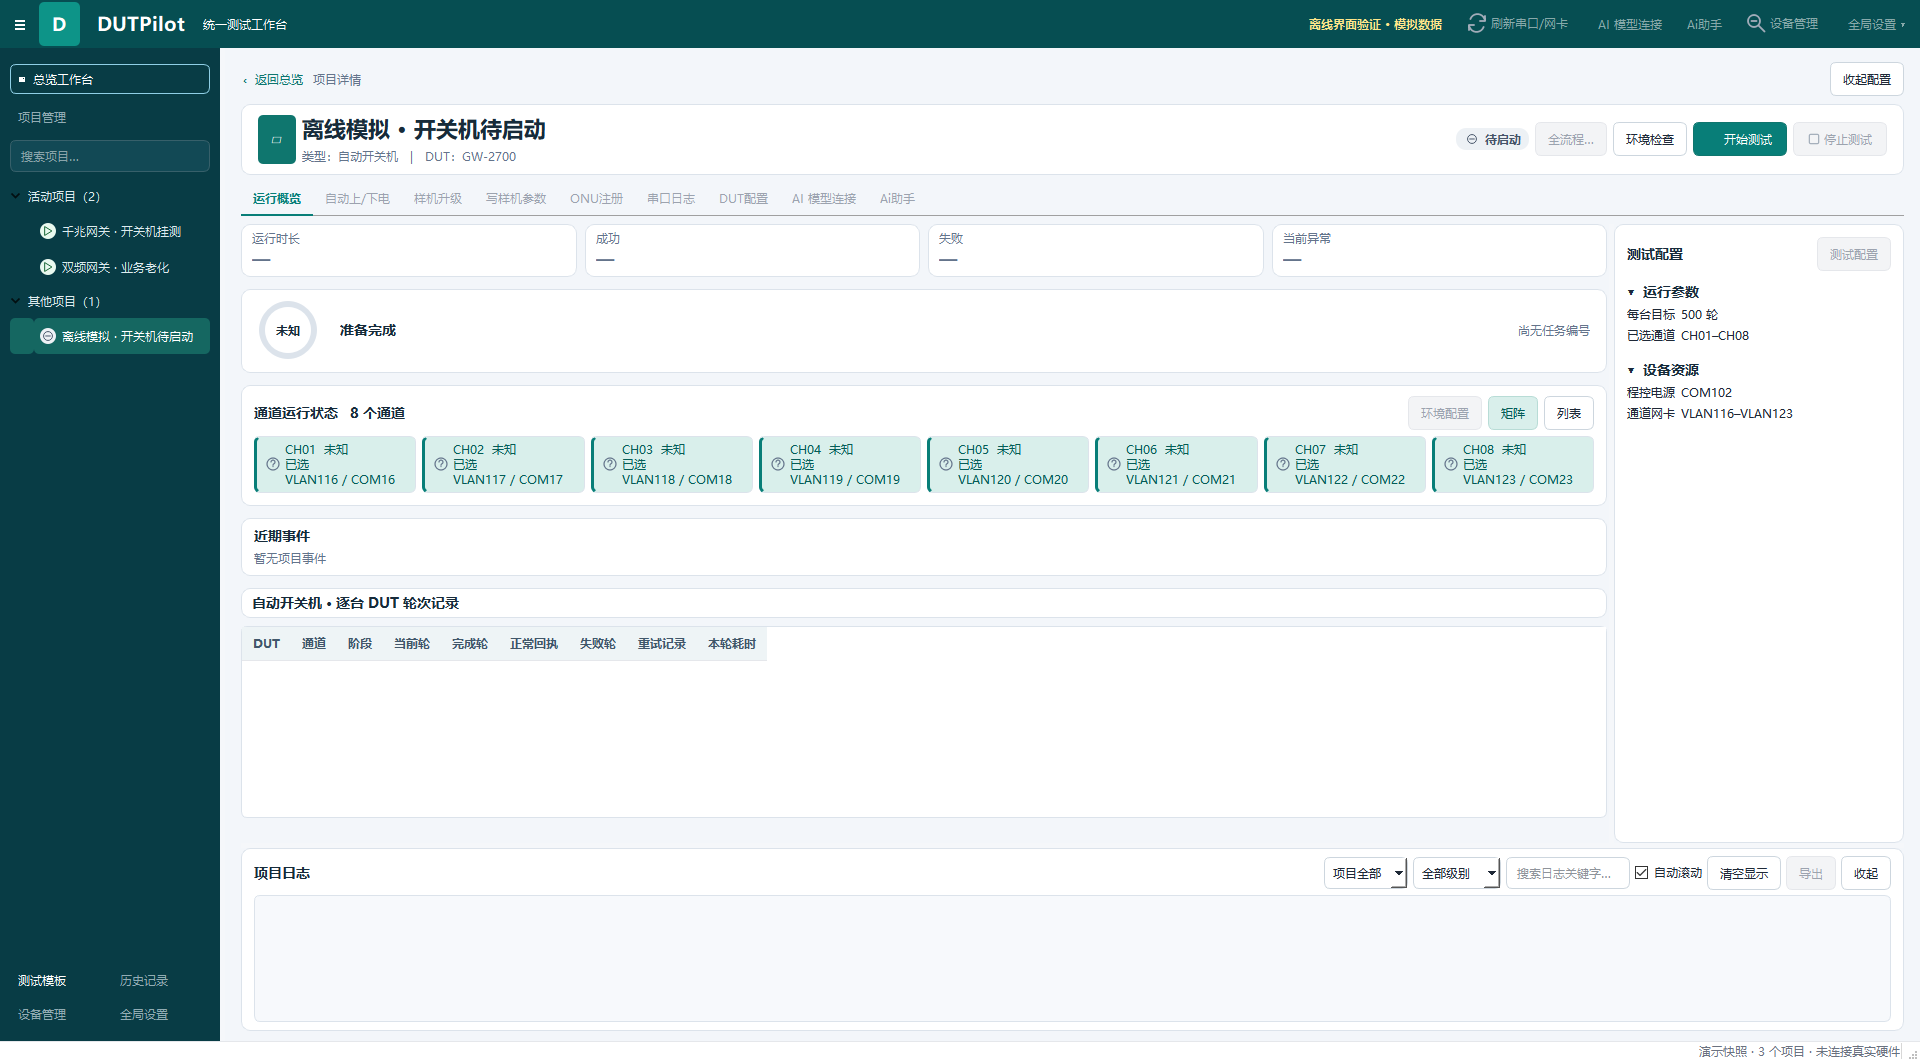 ☰ D DUTPilot 统一测试工作台 离线界面验证・模拟数据 刷新串口/网卡 AI 模型连接 Ai助手 设备管理 全局设置
总览工作台
项目管理
搜索项目...
活动项目 (2)
千兆网关 · 开关机挂测
双频网关 · 业务老化
其他项目 (1)
离线模拟 · 开关机待启动
测试模板 历史记录
设备管理 全局设置
‹ 返回总览 项目详情 收起配置
离线模拟 • 开关机待启动
类型: 自动开关机 | DUT: GW-2700
待启动 全流程... 环境检查 开始测试 停止测试
运行概览 自动上/下电 样机升级 写样机参数 ONU注册 串口日志 DUT配置 AI 模型连接 Ai助手
运行时长 成功 失败 当前异常
— — — —
未知 准备完成 尚无任务编号
通道运行状态 8 个通道 环境配置 矩阵 列表
CH01 未知
已选
VLAN116 / COM16
CH02 未知
已选
VLAN117 / COM17
CH03 未知
已选
VLAN118 / COM18
CH04 未知
已选
VLAN119 / COM19
CH05 未知
已选
VLAN120 / COM20
CH06 未知
已选
VLAN121 / COM21
CH07 未知
已选
VLAN122 / COM22
CH08 未知
已选
VLAN123 / COM23
近期事件
暂无项目事件
自动开关机 • 逐台 DUT 轮次记录
DUT 通道 阶段 当前轮 完成轮 正常回执 失败轮 重试记录 本轮耗时
测试配置 测试配置
运行参数
每台目标 500 轮
已选通道 CH01–CH08
设备资源
程控电源 COM102
通道网卡 VLAN116–VLAN123
项目日志 项目全部 全部级别 搜索日志关键字... 自动滚动 清空显示 导出 收起
演示快照 · 3 个项目 · 未连接真实硬件